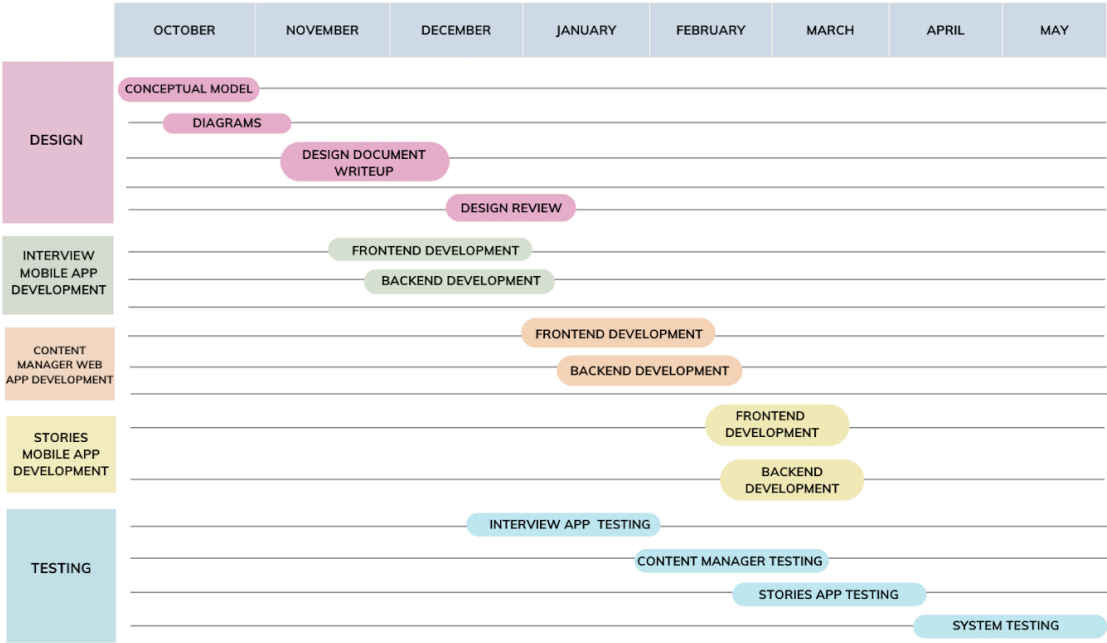 OCTOBER NOVEMBER DECEMBER JANUARY FEBRUARY MARCH APRIL MAY
DESIGN
CONCEPTUAL MODEL
DIAGRAMS
DESIGN DOCUMENT
WRITEUP
DESIGN REVIEW
INTERVIEW
MOBILE APP
DEVELOPMENT
FRONTEND DEVELOPMENT
BACKEND DEVELOPMENT
CONTENT
MANAGER WEB
APP DEVELOPMENT
FRONTEND DEVELOPMENT
BACKEND DEVELOPMENT
STORIES
MOBILE APP
DEVELOPMENT
FRONTEND
DEVELOPMENT
BACKEND
DEVELOPMENT
TESTING
INTERVIEW APP TESTING
CONTENT MANAGER TESTING
STORIES APP TESTING
SYSTEM TESTING